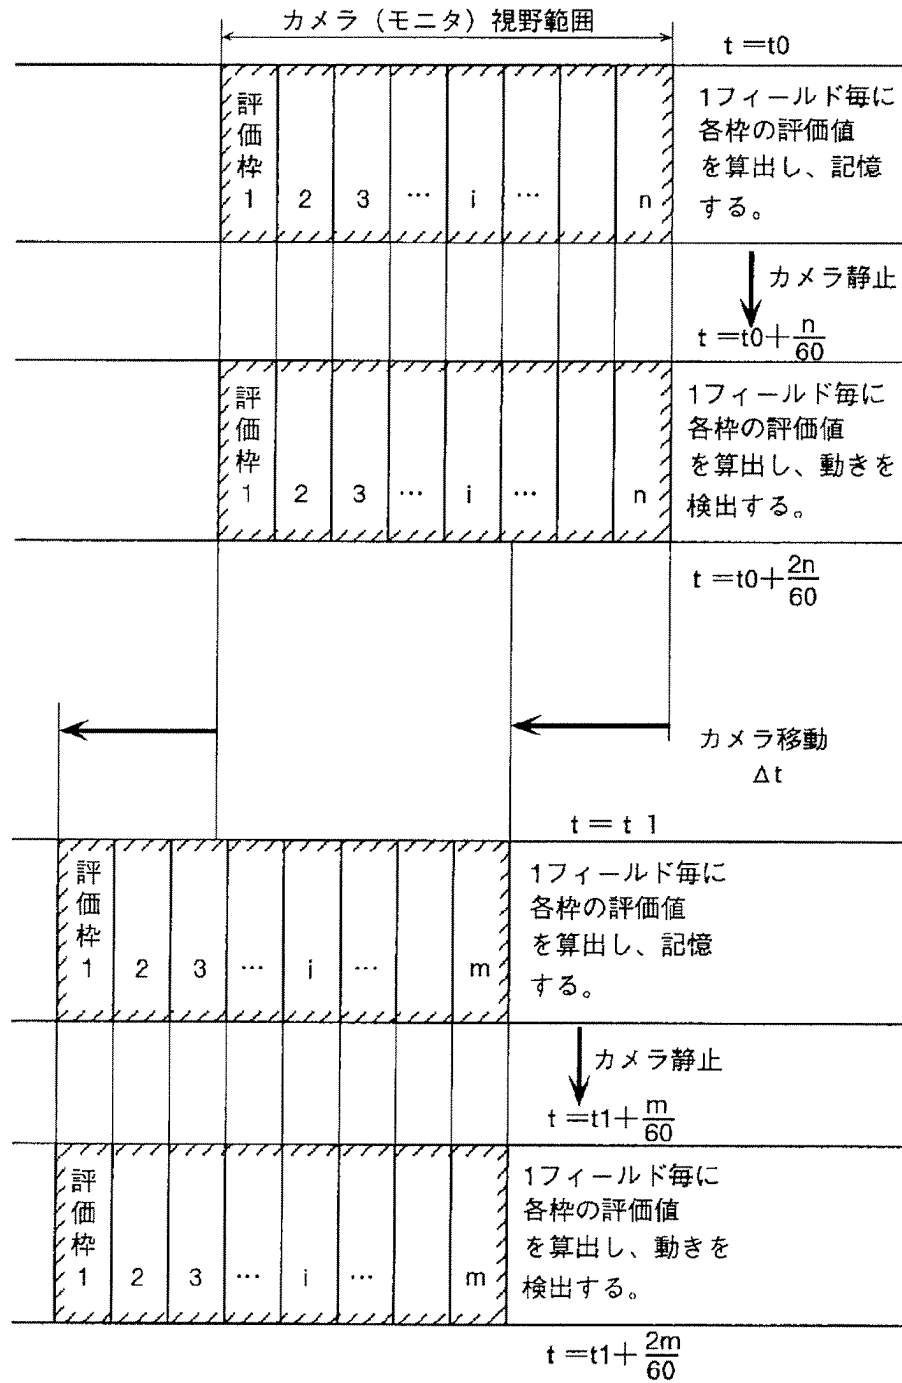 カメラ（モニタ）視野範囲
t＝t0
評価枠1 2 3 … i … n
1フィールド毎に
各枠の評価値
を算出し、記憶
する。
カメラ静止
t＝t0＋n/60
評価枠1 2 3 … i … n
1フィールド毎に
各枠の評価値
を算出し、動きを
検出する。
t＝t0＋2n/60
カメラ移動
Δt
t＝t1
評価枠1 2 3 … i … m
1フィールド毎に
各枠の評価値
を算出し、記憶
する。
カメラ静止
t＝t1＋m/60
評価枠1 2 3 … i … m
1フィールド毎に
各枠の評価値
を算出し、動きを
検出する。
t＝t1＋2m/60